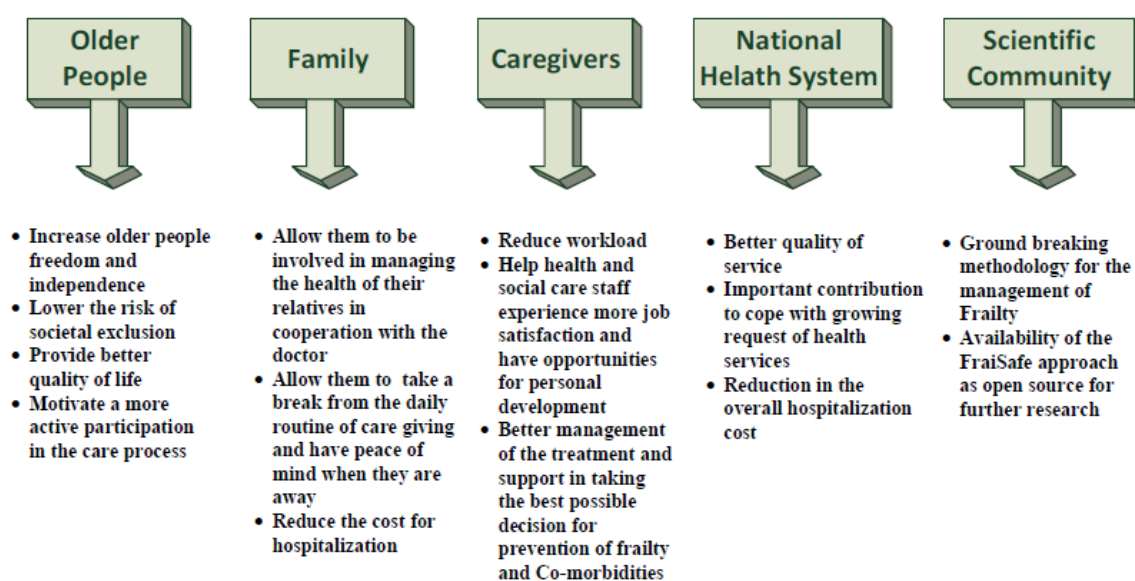 Older
People
Family
Caregivers
National
Helath System
Scientific
Community
• Increase older people
freedom and
independence
• Lower the risk of
societal exclusion
• Provide better
quality of life
• Motivate a more
active participation
in the care process
• Allow them to be
involved in managing
the health of their
relatives in
cooperation with the
doctor
• Allow them to take a
break from the daily
routine of care giving
and have peace of
mind when they are
away
• Reduce the cost for
hospitalization
• Reduce workload
• Help health and
social care staff
experience more job
satisfaction and
have opportunities
for personal
development
• Better management
of the treatment and
support in taking
the best possible
decision for
prevention of frailty
and Co-morbidities
• Better quality of
service
• Important contribution
to cope with growing
request of health
services
• Reduction in the
overall hospitalization
cost
• Ground breaking
methodology for the
management of
Frailty
• Availability of the
FraiSafe approach
as open source for
further research